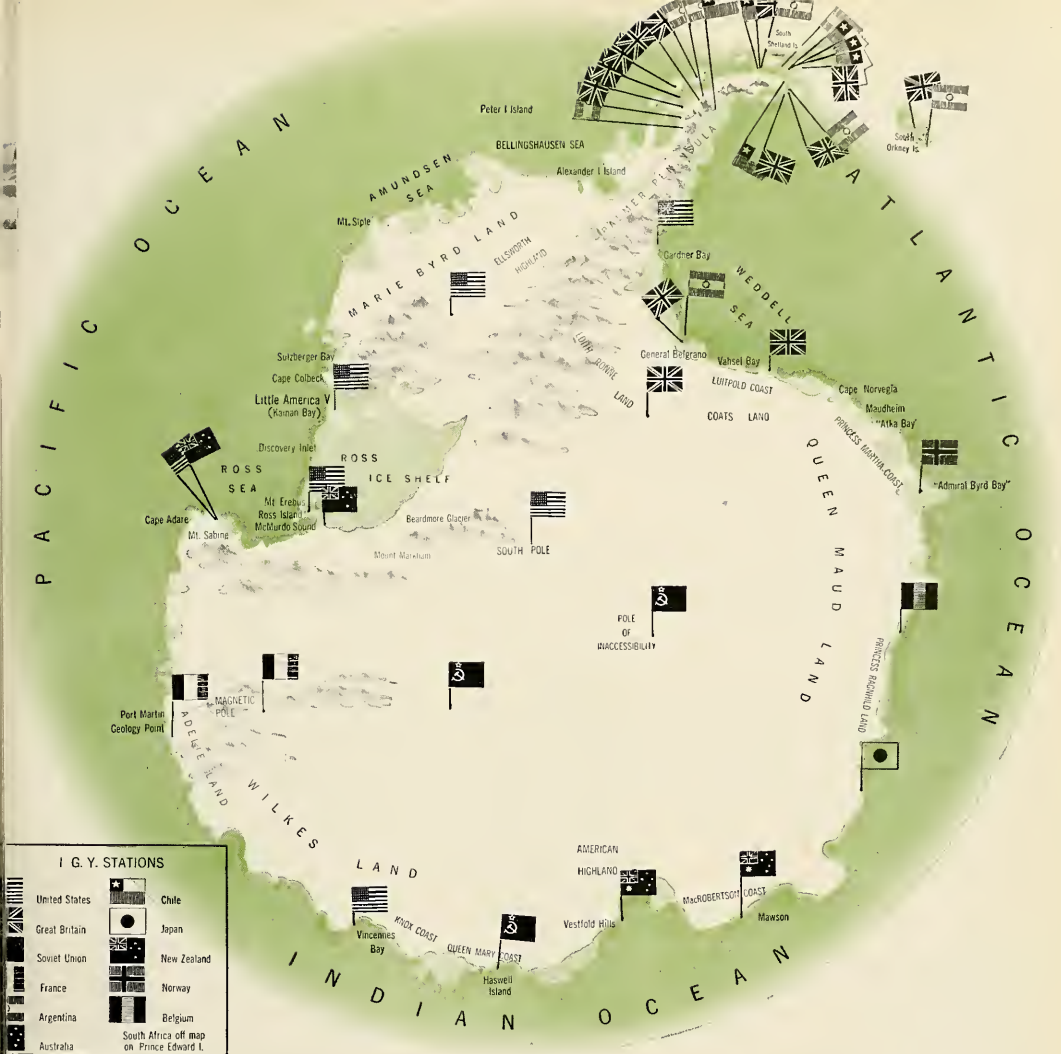 South
Shetland Is.
Peter I Island
BELLINGSHAUSEN SEA
Alexander I Island
South
Orkney Is.
AMUNDSEN
SEA
Mt. Siple
MARIE BYRD LAND
ELLSWORTH
HIGHLAND
PALMER PENINSULA
Gardner Bay
WEDDELL
SEA
Sulzberger Bay
Cape Colbeck
Little America V
(Kainan Bay)
LAND
General Belgrano
Vahsel Bay
LUITPOLD COAST
COATS LAND
Cape Norvegia
Maudheim
"Atka Bay"
PRINCESS MARTHA COAST
"Admiral Byrd Bay"
Discovery Inlet
ROSS
SEA
ROSS
ICE SHELF
Mt Erebus
Ross Island
McMurdo Sound
Cape Adare
Mt. Sabine
Beardmore Glacier
Mount Markham
SOUTH POLE
QUEEN MAUD LAND
POLE
OF
INACCESSIBILITY
PRINCESS RAGNHILD LAND
MAGNETIC
POLE
Port Martin
Geology Point
ADELIE LAND
WILKES
LAND
AMERICAN
HIGHLAND
MacROBERTSON COAST
Mawson
Vestfold Hills
Vincennes
Bay
KNOX COAST
QUEEN MARY COAST
Haswell
Island
PACIFIC OCEAN
ATLANTIC OCEAN
INDIAN OCEAN
I G.Y. STATIONS
United States
Great Britain
Soviet Union
France
Argentina
Australia
Chile
Japan
New Zealand
Norway
Belgium
South Africa off map
on Prince Edward I.